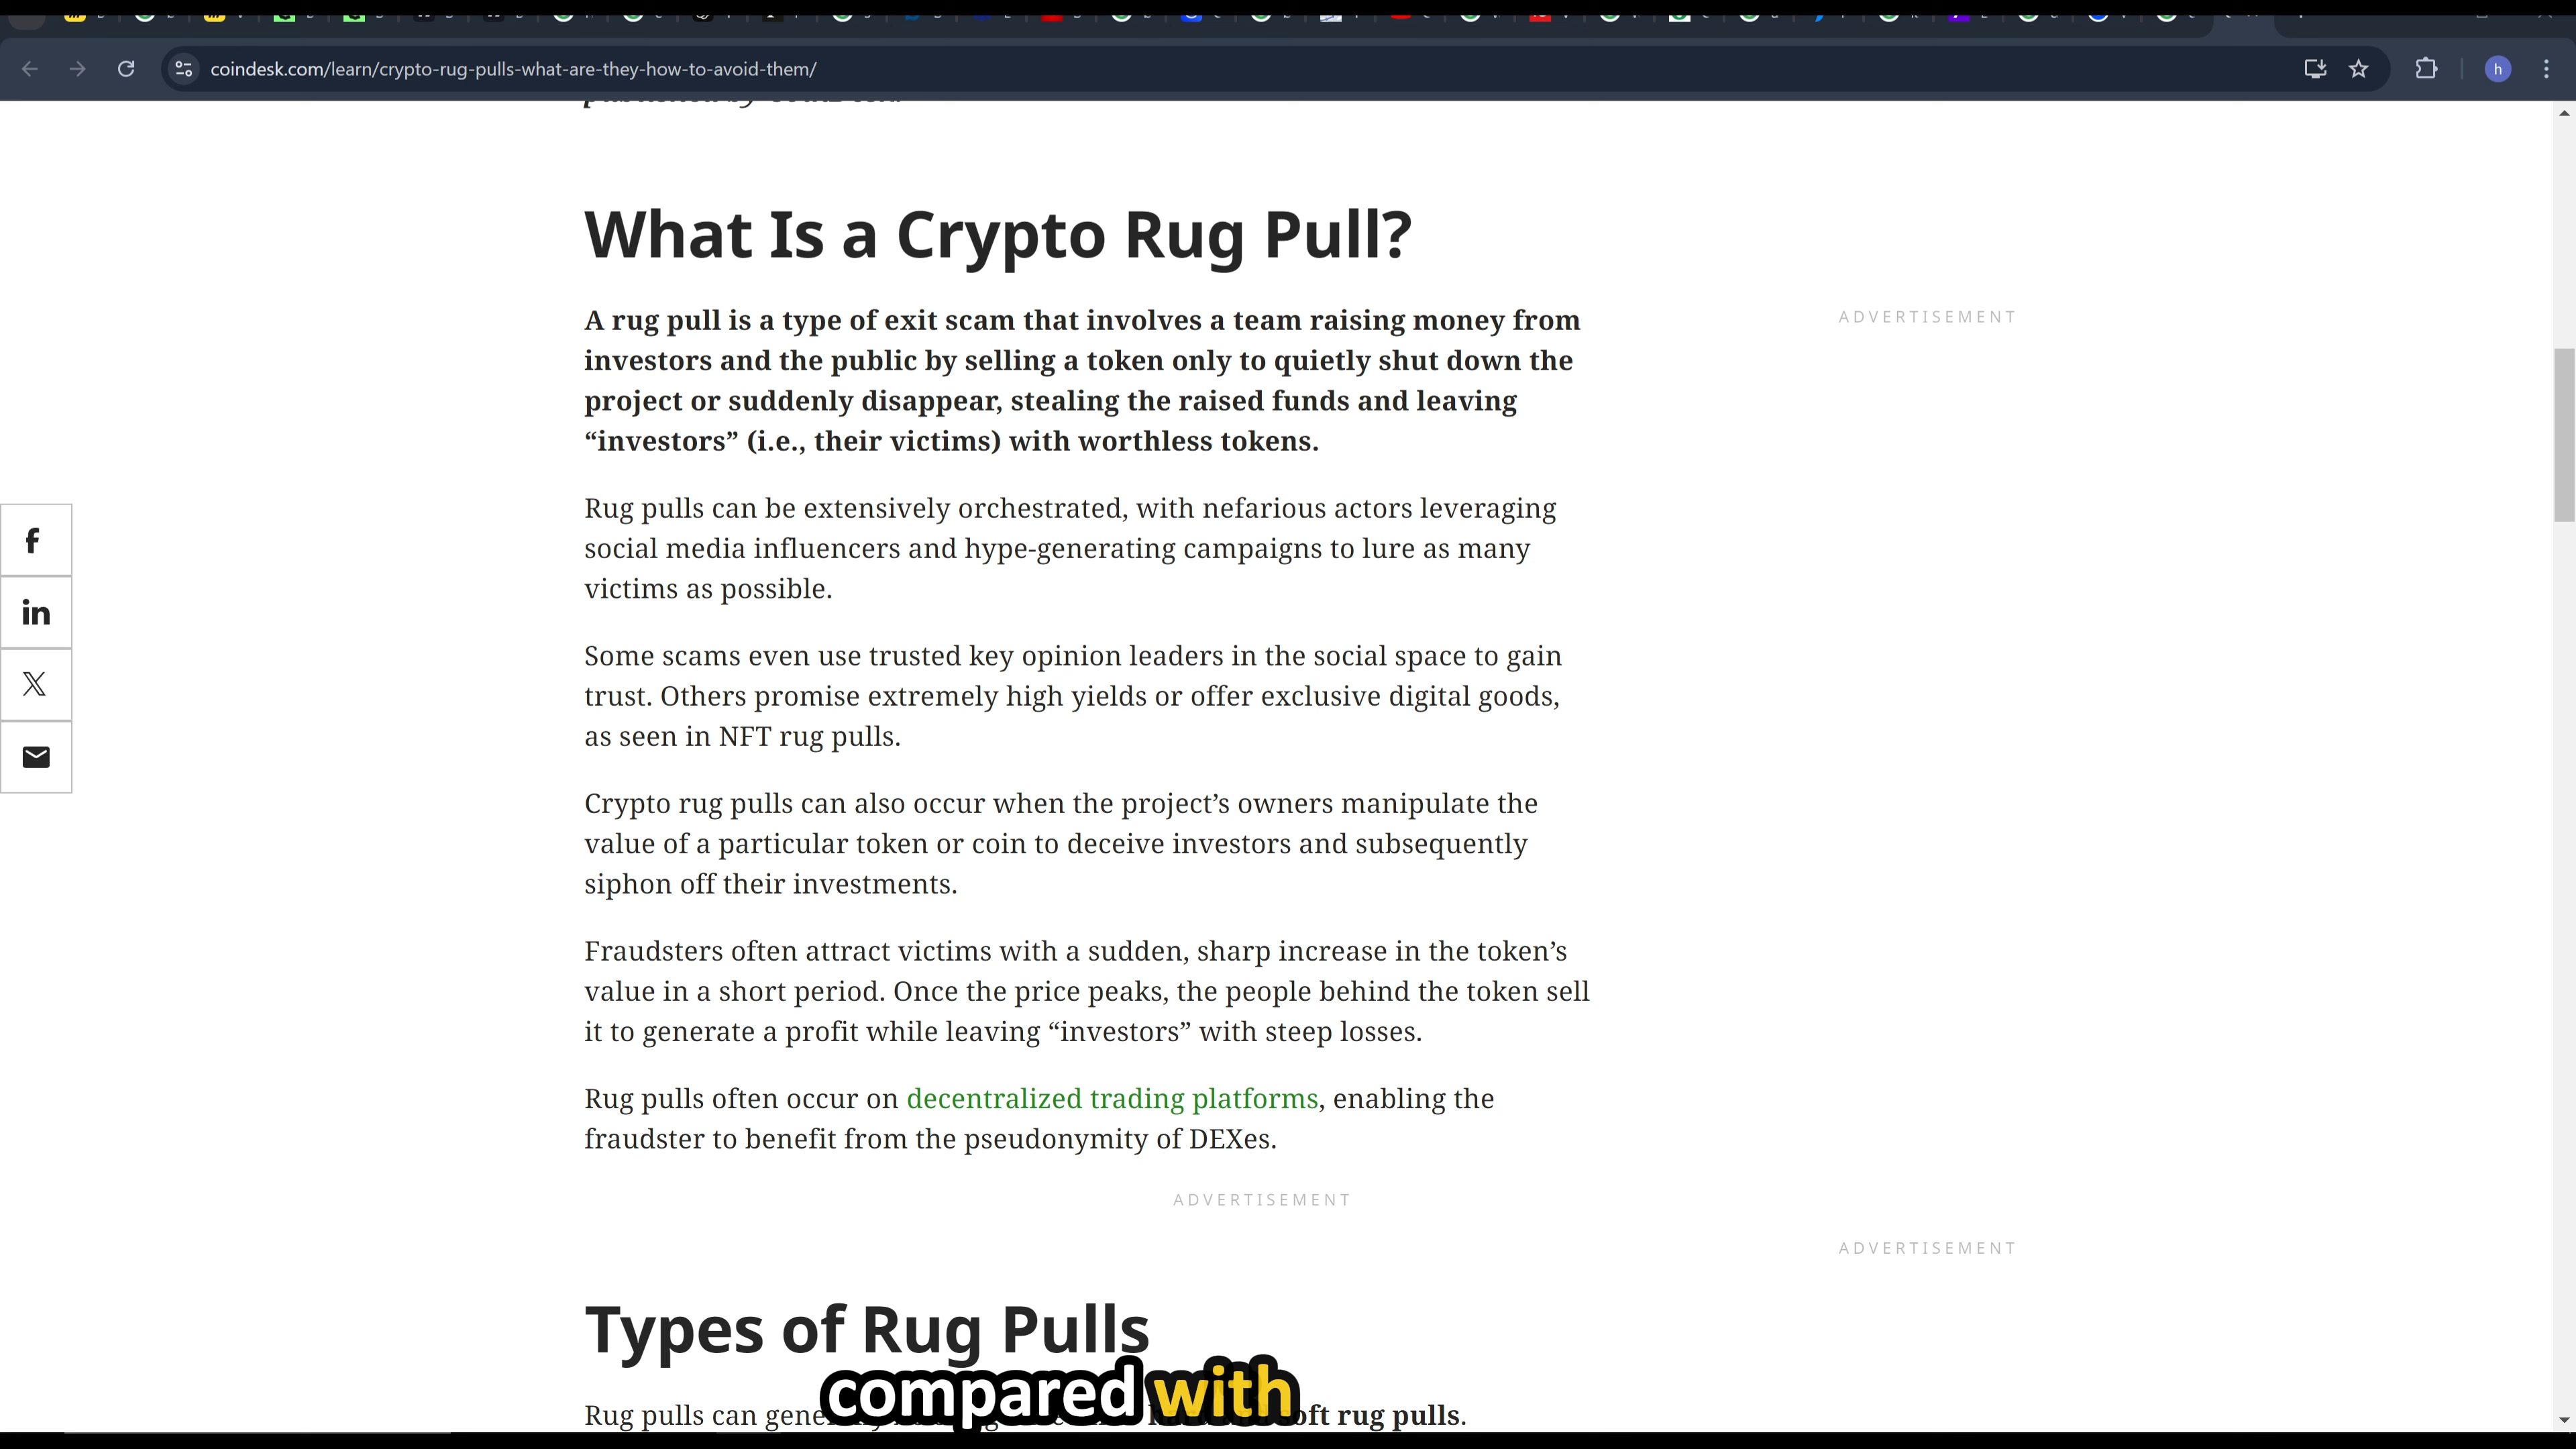 coindesk.com/learn/crypto-rug-pulls-what-are-they-how-to-avoid-them/
h
What Is a Crypto Rug Pull?
A rug pull is a type of exit scam that involves a team raising money from
investors and the public by selling a token only to quietly shut down the
project or suddenly disappear, stealing the raised funds and leaving
“investors” (i.e., their victims) with worthless tokens.
ADVERTISEMENT
Rug pulls can be extensively orchestrated, with nefarious actors leveraging
social media influencers and hype-generating campaigns to lure as many
victims as possible.
Some scams even use trusted key opinion leaders in the social space to gain
trust. Others promise extremely high yields or offer exclusive digital goods,
as seen in NFT rug pulls.
Crypto rug pulls can also occur when the project’s owners manipulate the
value of a particular token or coin to deceive investors and subsequently
siphon off their investments.
Fraudsters often attract victims with a sudden, sharp increase in the token’s
value in a short period. Once the price peaks, the people behind the token sell
it to generate a profit while leaving “investors” with steep losses.
Rug pulls often occur on decentralized trading platforms, enabling the
fraudster to benefit from the pseudonymity of DEXes.
ADVERTISEMENT
ADVERTISEMENT
Types of Rug Pulls
compared with
Rug pulls can rug pulls.